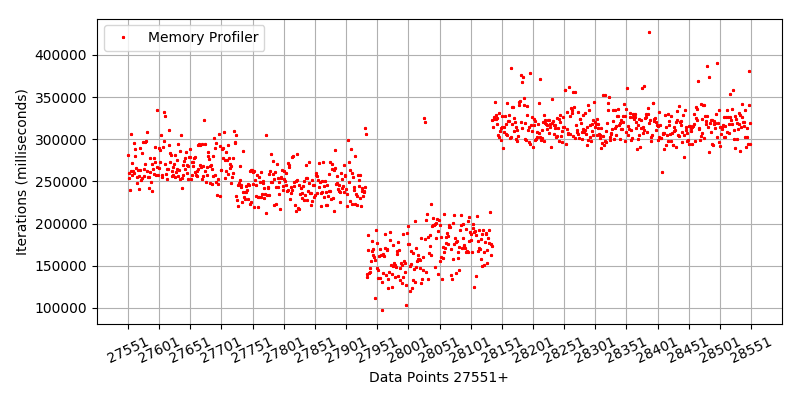 Memory Profiler
400000
350000
300000
250000
200000
150000
100000
Iterations (milliseconds)
27551 27601 27651 27701 27751 27801 27851 27901 27951 28001 28051 28101 28151 28201 28251 28301 28351 28401 28451 28501 28551
Data Points 27551+